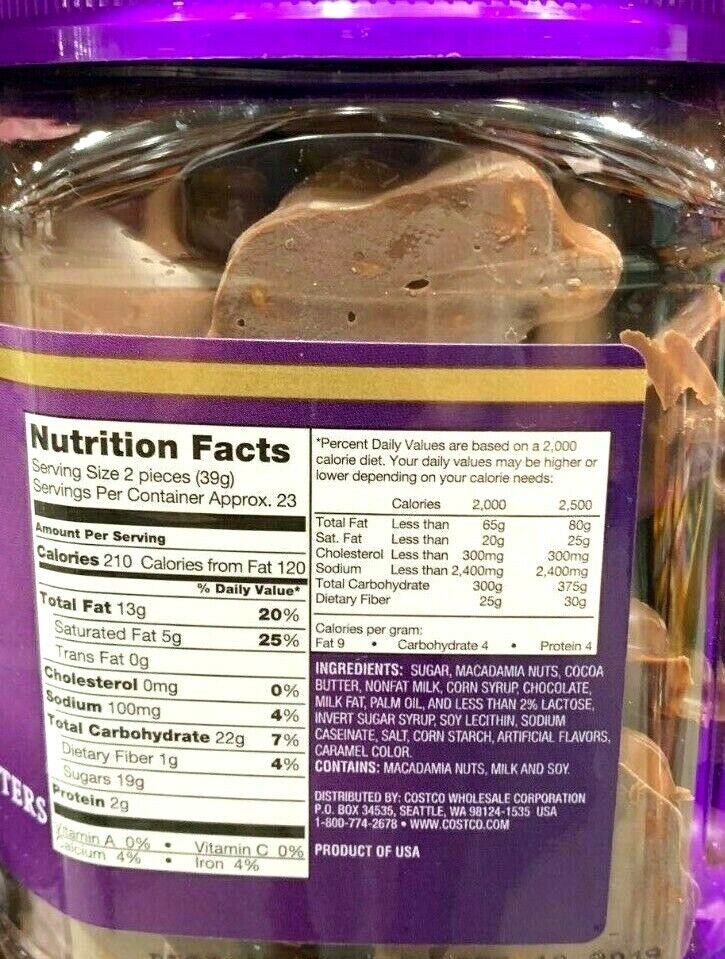 Nutrition Facts
Serving Size 2 pieces (39g)
Servings Per Container Approx. 23
Amount Per Serving
Calories 210 Calories from Fat 120
% Daily Value*
Total Fat 13g 20%
Saturated Fat 5g 25%
Trans Fat 0g
Cholesterol 0mg 0%
Sodium 100mg 4%
Total Carbohydrate 22g 7%
Dietary Fiber 1g 4%
Sugars 19g
Protein 2g
Vitamin A 0% • Vitamin C 0%
Calcium 4% • Iron 4%
*Percent Daily Values are based on a 2,000
calorie diet. Your daily values may be higher or
lower depending on your calorie needs:
Calories 2,000 2,500
Total Fat Less than 65g 80g
Sat. Fat Less than 20g 25g
Cholesterol Less than 300mg 300mg
Sodium Less than 2,400mg 2,400mg
Total Carbohydrate 300g 375g
Dietary Fiber 25g 30g
Calories per gram:
Fat 9 • Carbohydrate 4 • Protein 4
INGREDIENTS: SUGAR, MACADAMIA NUTS, COCOA
BUTTER, NONFAT MILK, CORN SYRUP, CHOCOLATE,
MILK FAT, PALM OIL, AND LESS THAN 2% LACTOSE,
INVERT SUGAR SYRUP, SOY LECITHIN, SODIUM
CASEINATE, SALT, CORN STARCH, ARTIFICIAL FLAVORS,
CARAMEL COLOR.
CONTAINS: MACADAMIA NUTS, MILK AND SOY.
DISTRIBUTED BY: COSTCO WHOLESALE CORPORATION
P.O. BOX 34535, SEATTLE, WA 98124-1535 USA
1-800-774-2678 • WWW.COSTCO.COM
PRODUCT OF USA
TERS